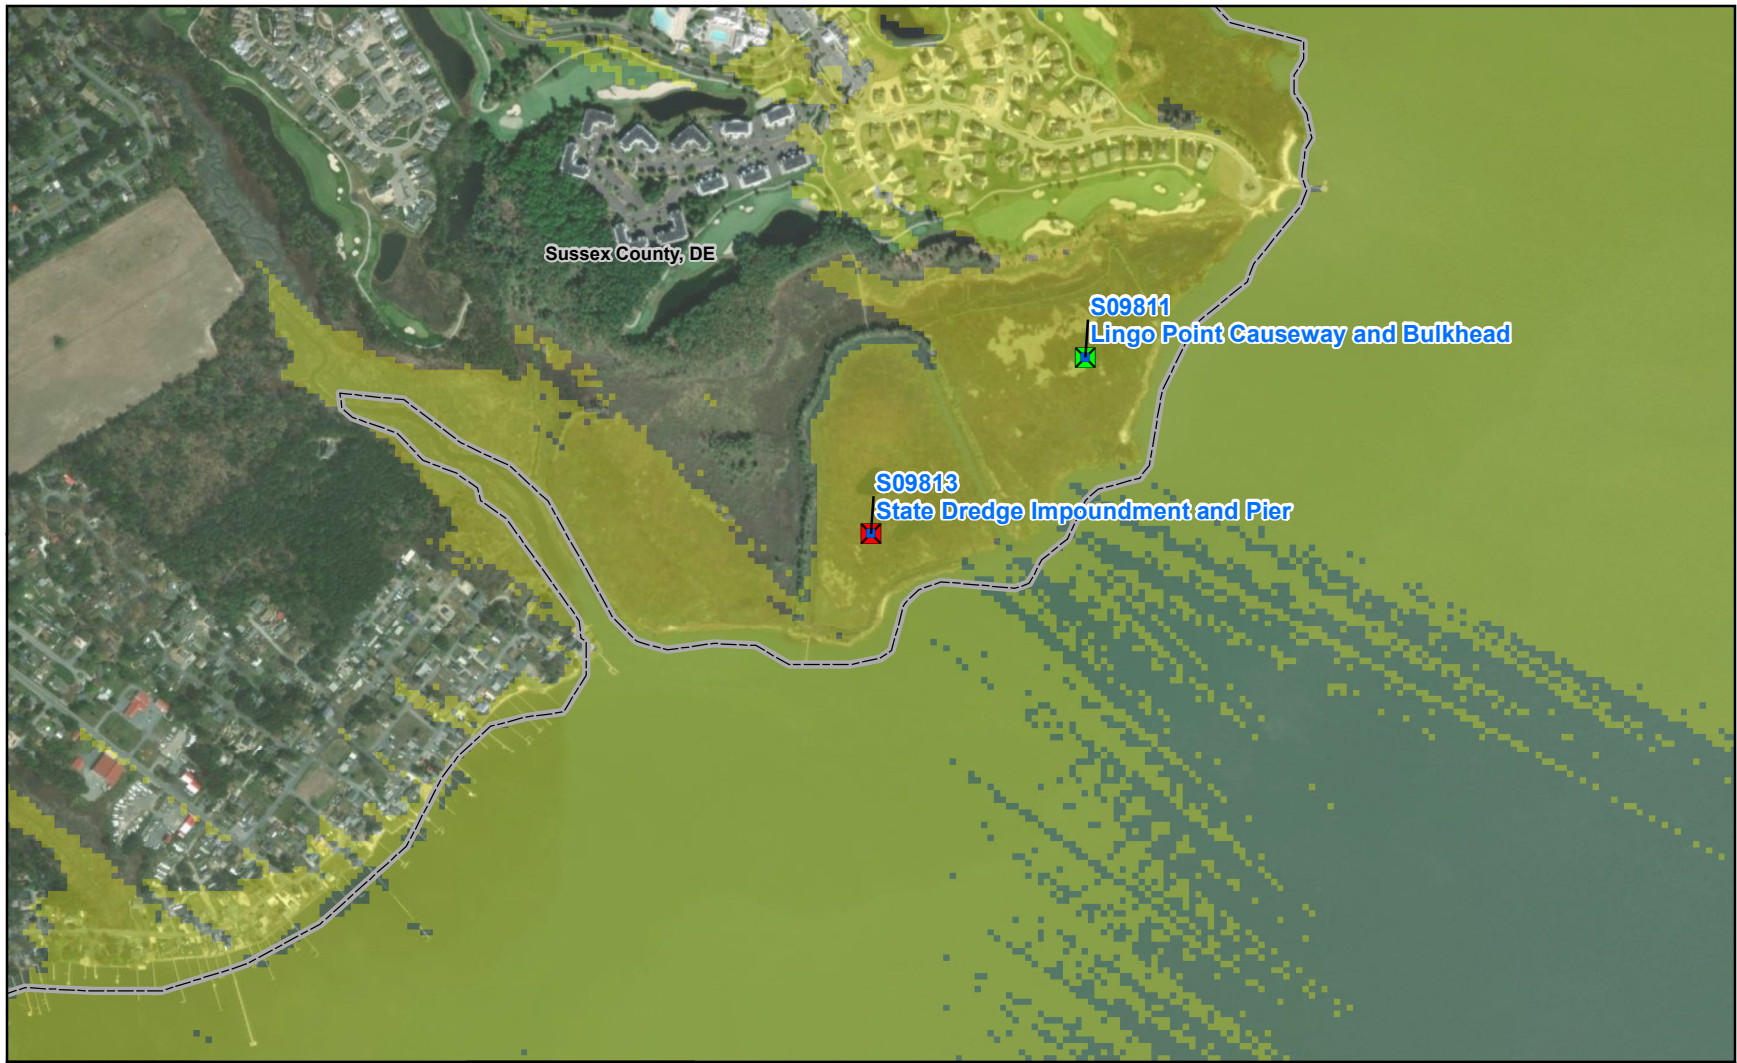 Sussex County, DE
S09811
Lingo Point Causeway and Bulkhead
S09813
State Dredge Impoundment and Pier